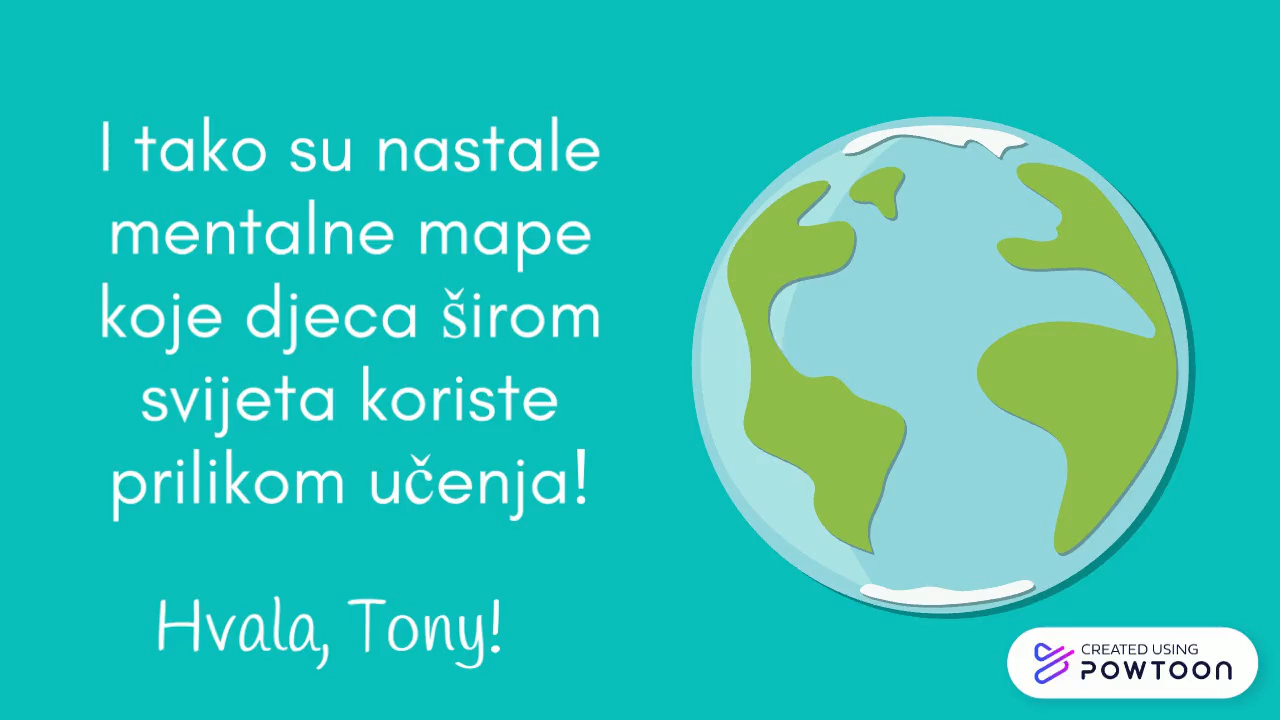 I tako su nastale
mentalne mape
koje djeca širom
svijeta koriste
prilikom učenja!
Hvala, Tony!
CREATED USING
POWTOON